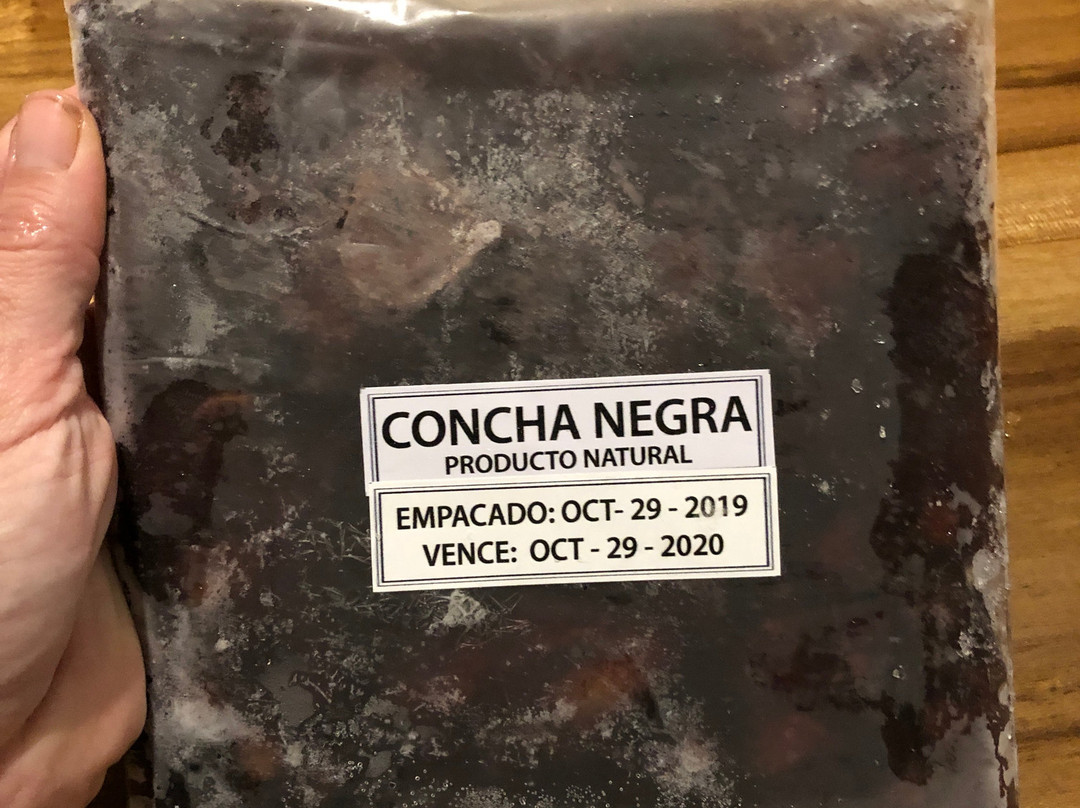 CONCHA NEGRA
PRODUCTO NATURAL
EMPACADO: OCT- 29 - 2019
VENCE: OCT - 29 - 2020